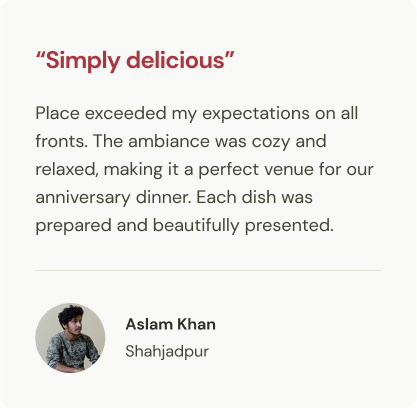 “Simply delicious”
Place exceeded my expectations on all
fronts. The ambiance was cozy and
relaxed, making it a perfect venue for our
anniversary dinner. Each dish was
prepared and beautifully presented.
Aslam Khan
Shahjadpur